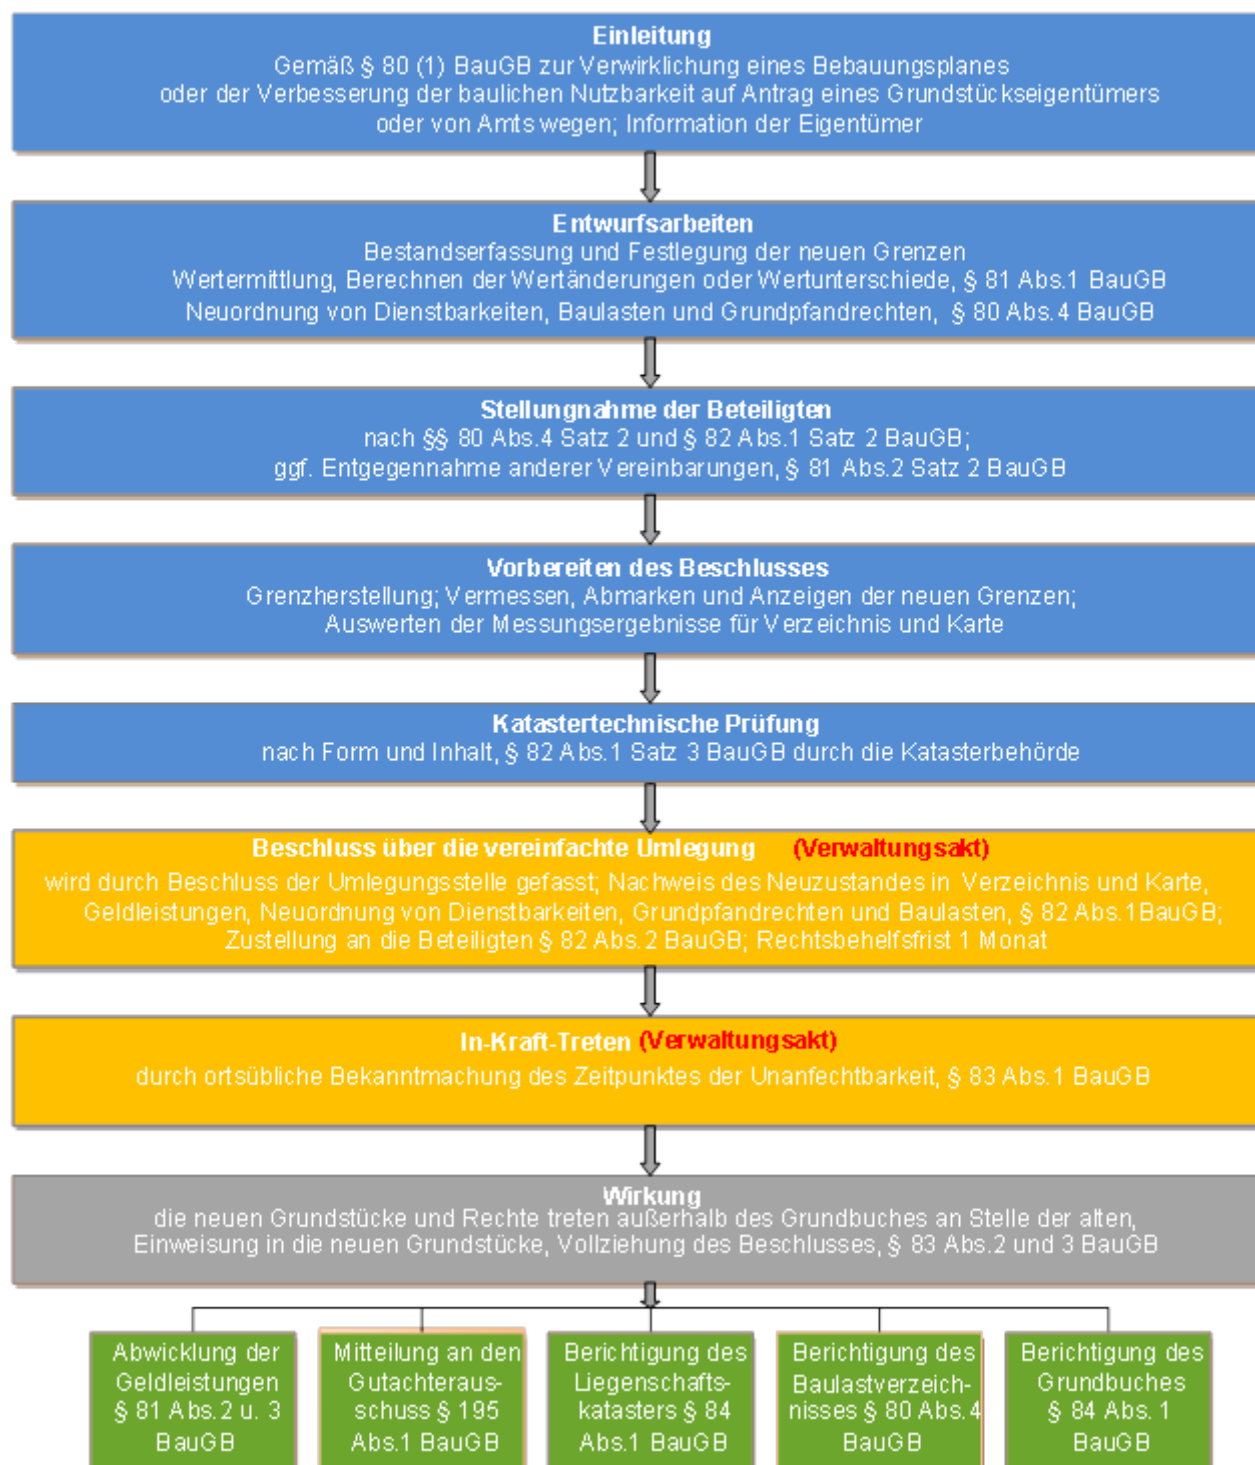 Einleitung
Gemäß § 80 (1) BauGB zur Verwirklichung eines Bebauungsplanes
oder der Verbesserung der baulichen Nutzbarkeit auf Antrag eines Grundstückseigentümers
oder von Amts wegen; Information der Eigentümer
Entwurfsarbeiten
Bestandserfassung und Festlegung der neuen Grenzen
Wertermittlung, Berechnen der Wertänderungen oder Wertunterschiede, § 81 Abs.1 BauGB
Neuordnung von Dienstbarkeiten, Baulasten und Grundpfandrechten, § 80 Abs.4 BauGB
Stellungnahme der Beteiligten
nach §§ 80 Abs.4 Satz 2 und § 82 Abs.1 Satz 2 BauGB;
ggf. Entgegennahme anderer Vereinbarungen, § 81 Abs.2 Satz 2 BauGB
Vorbereiten des Beschlusses
Grenzherstellung; Vermessen, Abmarken und Anzeigen der neuen Grenzen;
Auswerten der Messungsergebnisse für Verzeichnis und Karte
Katastertechnische Prüfung
nach Form und Inhalt, § 82 Abs.1 Satz 3 BauGB durch die Katasterbehörde
Beschluss über die vereinfachte Umlegung (Verwaltungsakt)
wird durch Beschluss der Umlegungsstelle gefasst; Nachweis des Neuzustandes in Verzeichnis und Karte,
Geldleistungen, Neuordnung von Dienstbarkeiten, Grundpfandrechten und Baulasten, § 82 Abs.1BauGB;
Zustellung an die Beteiligten § 82 Abs.2 BauGB; Rechtsbehelfsfrist 1 Monat
In-Kraft-Treten (Verwaltungsakt)
durch ortsübliche Bekanntmachung des Zeitpunktes der Unanfechtbarkeit, § 83 Abs.1 BauGB
Wirkung
die neuen Grundstücke und Rechte treten außerhalb des Grundbuches an Stelle der alten,
Einweisung in die neuen Grundstücke, Vollziehung des Beschlusses, § 83 Abs.2 und 3 BauGB
Abwicklung der
Geldleistungen
§ 81 Abs.2 u. 3
BauGB
Mitteilung an den
Gutachteraus-
schuss § 195
Abs.1 BauGB
Berichtigung des
Liegenschafts-
katasters § 84
Abs.1 BauGB
Berichtigung des
Baulastverzeich-
nisses § 80 Abs.4
BauGB
Berichtigung des
Grundbuches
§ 84 Abs. 1
BauGB